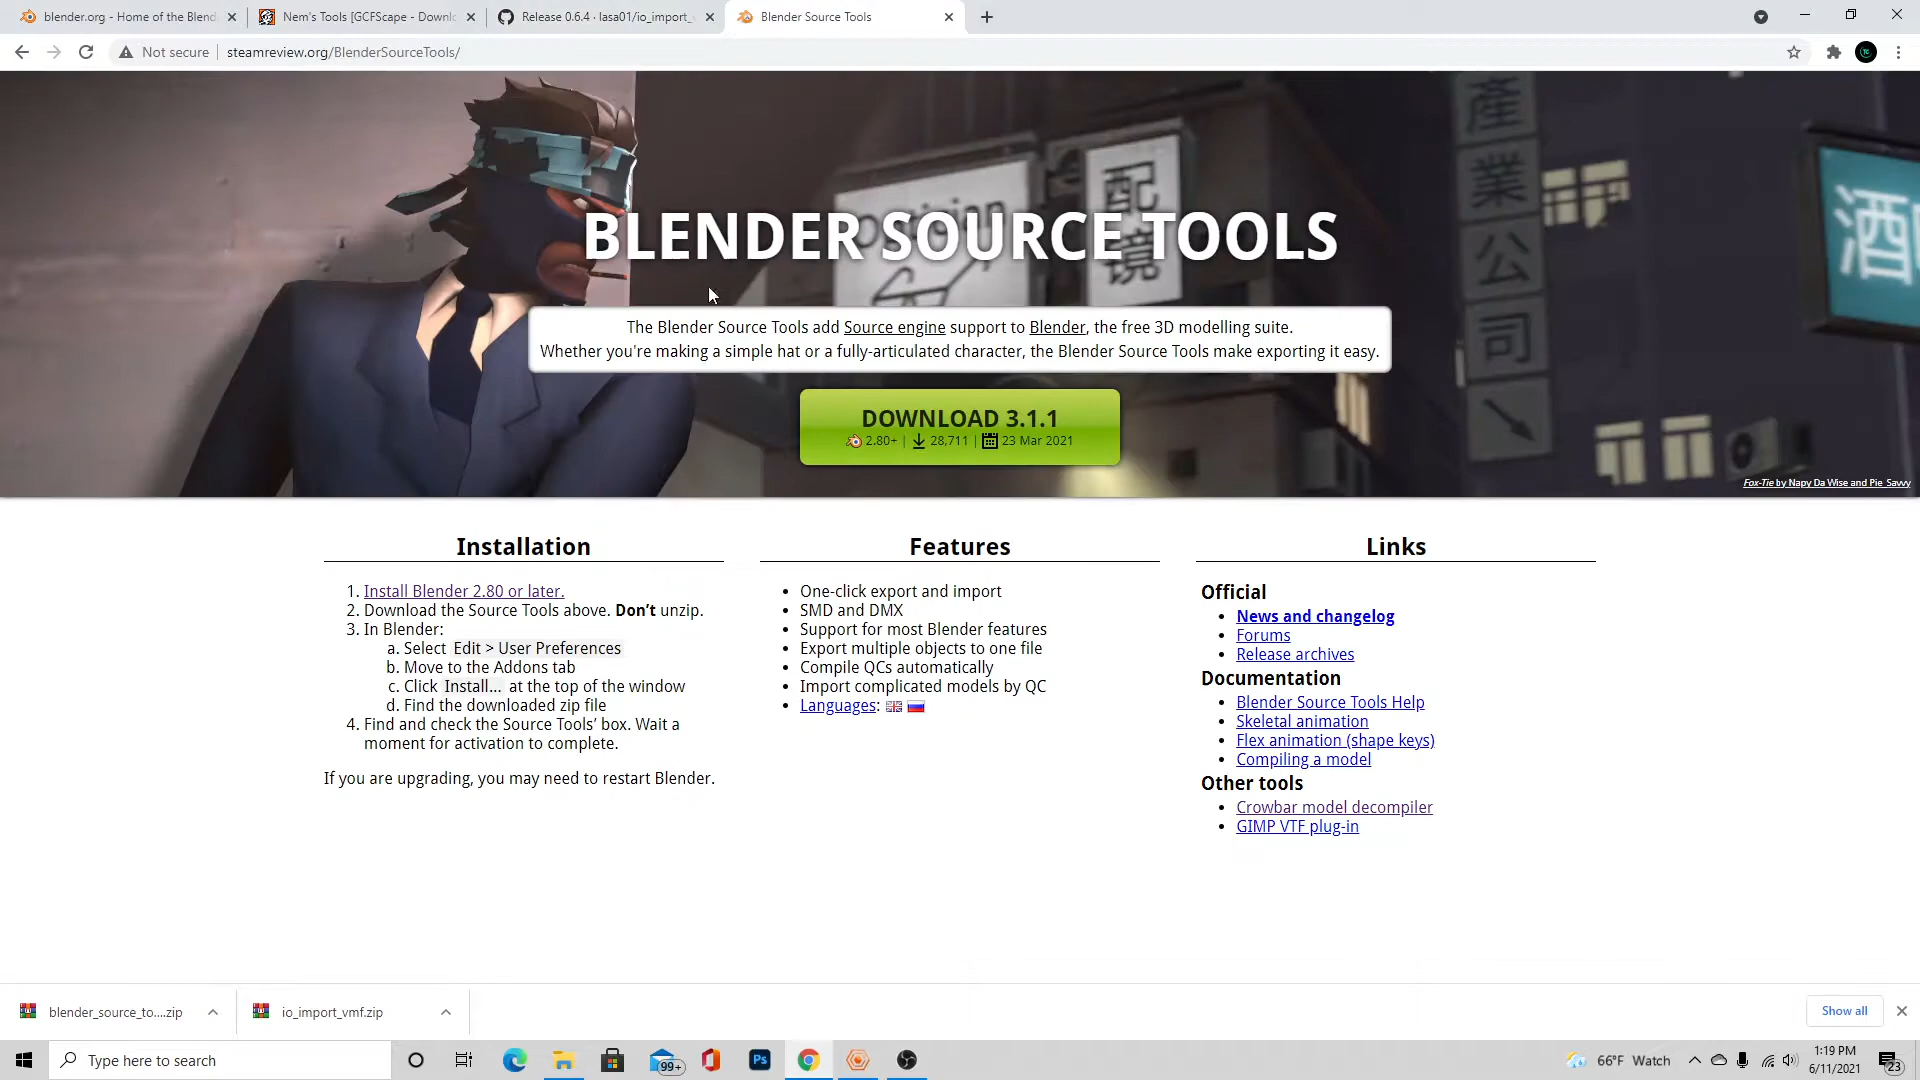 blender.org - Home of the Blend
Nem's Tools [GCFScape - Downlo
Release 0.6.4 · lasa01/io_import_
Blender Source Tools
Not secure
steamreview.org/BlenderSourceTools/
産業公司
配境
酒
BLENDER SOURCE TOOLS
The Blender Source Tools add Source engine support to Blender, the free 3D modelling suite.
Whether you're making a simple hat or a fully-articulated character, the Blender Source Tools make exporting it easy.
DOWNLOAD 3.1.1
2.80+ | 28,711 | 23 Mar 2021
Fox-Tie by Napy Da Wise and Pie_Savvy
Installation
1. Install Blender 2.80 or later.
2. Download the Source Tools above. Don't unzip.
3. In Blender:
a. Select Edit > User Preferences
b. Move to the Addons tab
c. Click Install... at the top of the window
d. Find the downloaded zip file
4. Find and check the Source Tools’ box. Wait a
moment for activation to complete.
If you are upgrading, you may need to restart Blender.
Features
• One-click export and import
• SMD and DMX
• Support for most Blender features
• Export multiple objects to one file
• Compile QCs automatically
• Import complicated models by QC
• Languages:
Links
Official
• News and changelog
• Forums
• Release archives
Documentation
• Blender Source Tools Help
• Skeletal animation
• Flex animation (shape keys)
• Compiling a model
Other tools
• Crowbar model decompiler
• GIMP VTF plug-in
blender_source_to....zip
io_import_vmf.zip
Show all
Type here to search
99+
Ps
66°F Watch
1:19 PM
6/11/2021
23